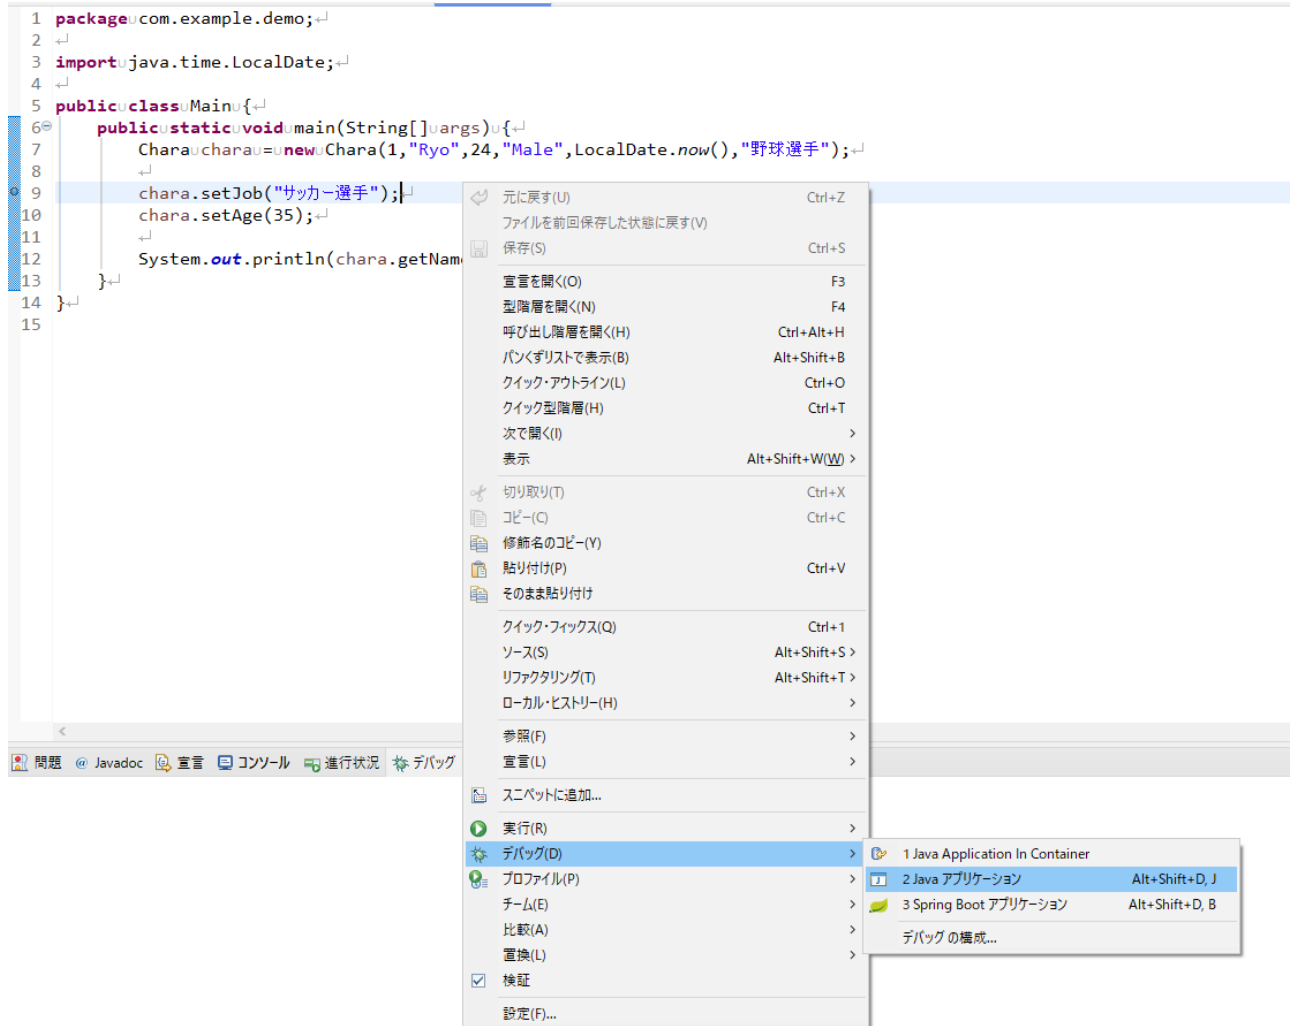 1 package com.example.demo;
2
3 import java.time.LocalDate;
4
5 public class Main {
6 public static void main(String[] args) {
7 Chara chara = new Chara(1,"Ryo",24,"Male",LocalDate.now(),"野球選手");
8
9 chara.setJob("サッカー選手");
10 chara.setAge(35);
11
12 System.out.println(chara.getNam
13 }
14 }
15
元に戻す(U) Ctrl+Z
ファイルを前回保存した状態に戻す(V)
保存(S) Ctrl+S
宣言を開く(O) F3
型階層を開く(N) F4
呼び出し階層を開く(H) Ctrl+Alt+H
パンくずリストで表示(B) Alt+Shift+B
クイック・アウトライン(L) Ctrl+O
クイック型階層(H) Ctrl+T
次で開く(I) >
表示 Alt+Shift+W(W) >
切り取り(T) Ctrl+X
コピー(C) Ctrl+C
修飾名のコピー(Y)
貼り付け(P) Ctrl+V
そのまま貼り付け
クイック・フィックス(Q) Ctrl+1
ソース(S) Alt+Shift+S >
リファクタリング(T) Alt+Shift+T >
ローカル・ヒストリー(H) >
参照(F) >
宣言(L) >
スニペットに追加...
実行(R) >
デバッグ(D) >
プロファイル(P) >
チーム(E) >
比較(A) >
置換(L) >
検証
設定(F)...
問題 @ Javadoc 宣言 コンソール 進行状況 デバッグ
1 Java Application In Container
2 Java アプリケーション Alt+Shift+D, J
3 Spring Boot アプリケーション Alt+Shift+D, B
デバッグ の構成...